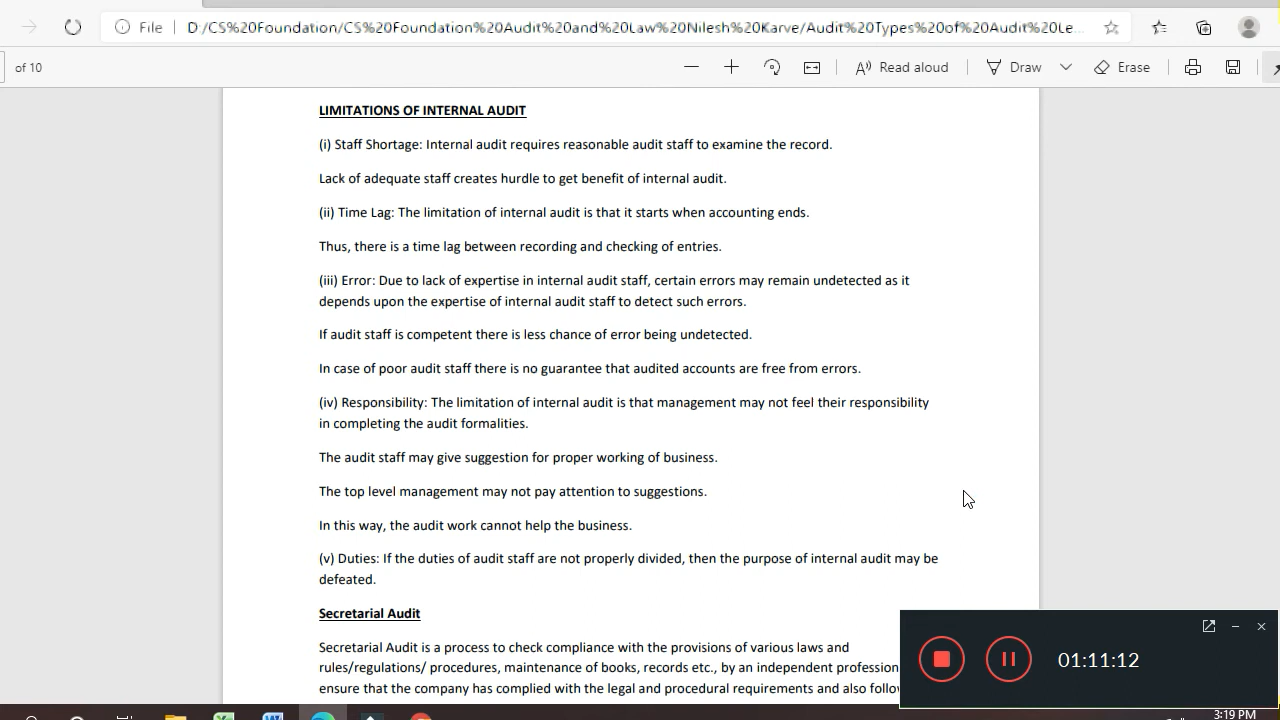 File D:/CS%20Foundation/CS%20Foundation%20Audit%20and%20Law%20Nilesh%20Karve/Audit%20Types%20of%20Audit%20Le...
of 10 Read aloud Draw Erase
LIMITATIONS OF INTERNAL AUDIT
(i) Staff Shortage: Internal audit requires reasonable audit staff to examine the record.
Lack of adequate staff creates hurdle to get benefit of internal audit.
(ii) Time Lag: The limitation of internal audit is that it starts when accounting ends.
Thus, there is a time lag between recording and checking of entries.
(iii) Error: Due to lack of expertise in internal audit staff, certain errors may remain undetected as it
depends upon the expertise of internal audit staff to detect such errors.
If audit staff is competent there is less chance of error being undetected.
In case of poor audit staff there is no guarantee that audited accounts are free from errors.
(iv) Responsibility: The limitation of internal audit is that management may not feel their responsibility
in completing the audit formalities.
The audit staff may give suggestion for proper working of business.
The top level management may not pay attention to suggestions.
In this way, the audit work cannot help the business.
(v) Duties: If the duties of audit staff are not properly divided, then the purpose of internal audit may be
defeated.
Secretarial Audit
Secretarial Audit is a process to check compliance with the provisions of various laws and
rules/regulations/ procedures, maintenance of books, records etc., by an independent profession
ensure that the company has complied with the legal and procedural requirements and also follow
01:11:12
3:19 PM